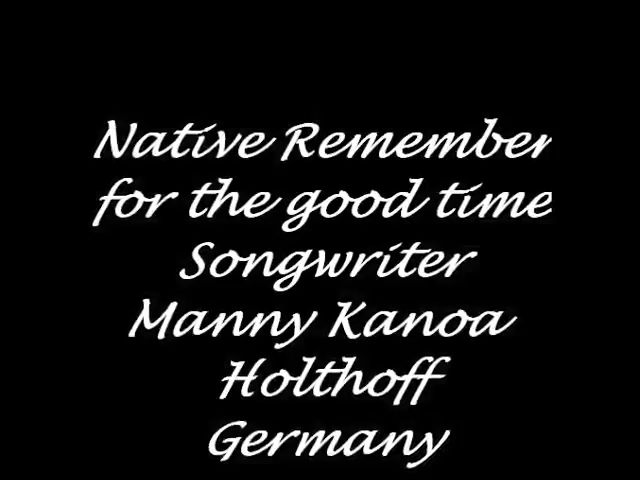 Native Remember
for the good time
Songwriter
Manny Kanoa
Holthoff
Germany